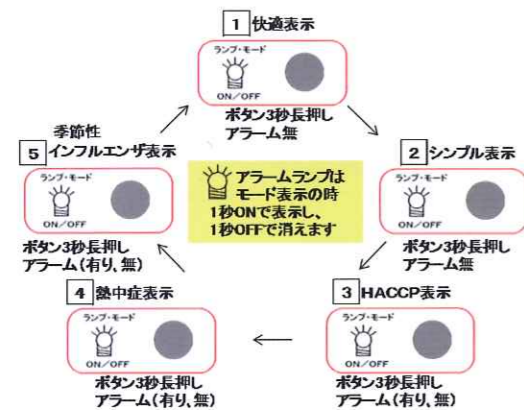 1 快適表示
ランプ・モード
ON/OFF
ボタン3秒長押し
アラーム無
2 シンプル表示
ランプ・モード
ON/OFF
ボタン3秒長押し
アラーム無
3 HACCP表示
ランプ・モード
ON/OFF
ボタン3秒長押し
アラーム(有り、無)
4 熱中症表示
ランプ・モード
ON/OFF
ボタン3秒長押し
アラーム(有り、無)
季節性
5 インフルエンザ表示
ランプ・モード
ON/OFF
ボタン3秒長押し
アラーム(有り、無)
アラームランプは
モード表示の時
1秒ONで表示し、
1秒OFFで消えます